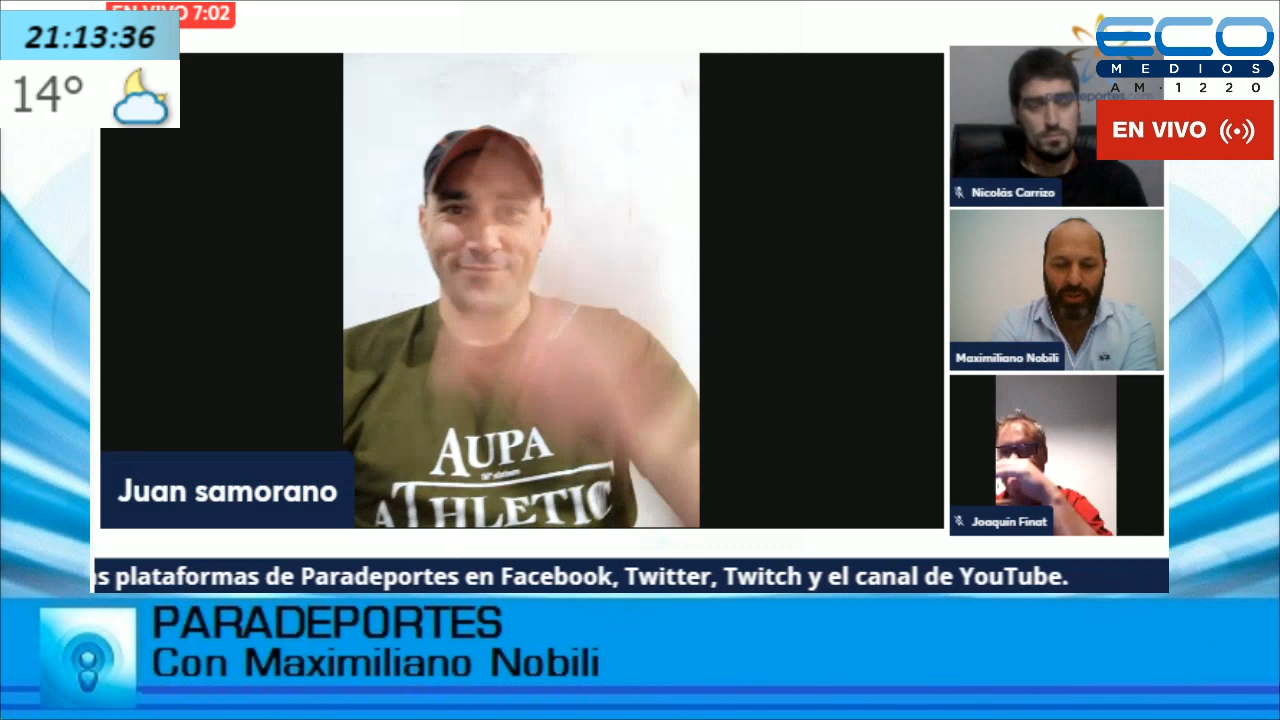 EN VIVO 7:02
21:13:36
14°
ECO
MEDIOS
AM·1220
paradeportes.com
EN VIVO
Nicolás Carrizo
Maximiliano Nobili
AUPA
ATHLETIC
Juan samorano
Joaquín Finat
s plataformas de Paradeportes en Facebook, Twitter, Twitch y el canal de YouTube.
PARADEPORTES
Con Maximiliano Nobili